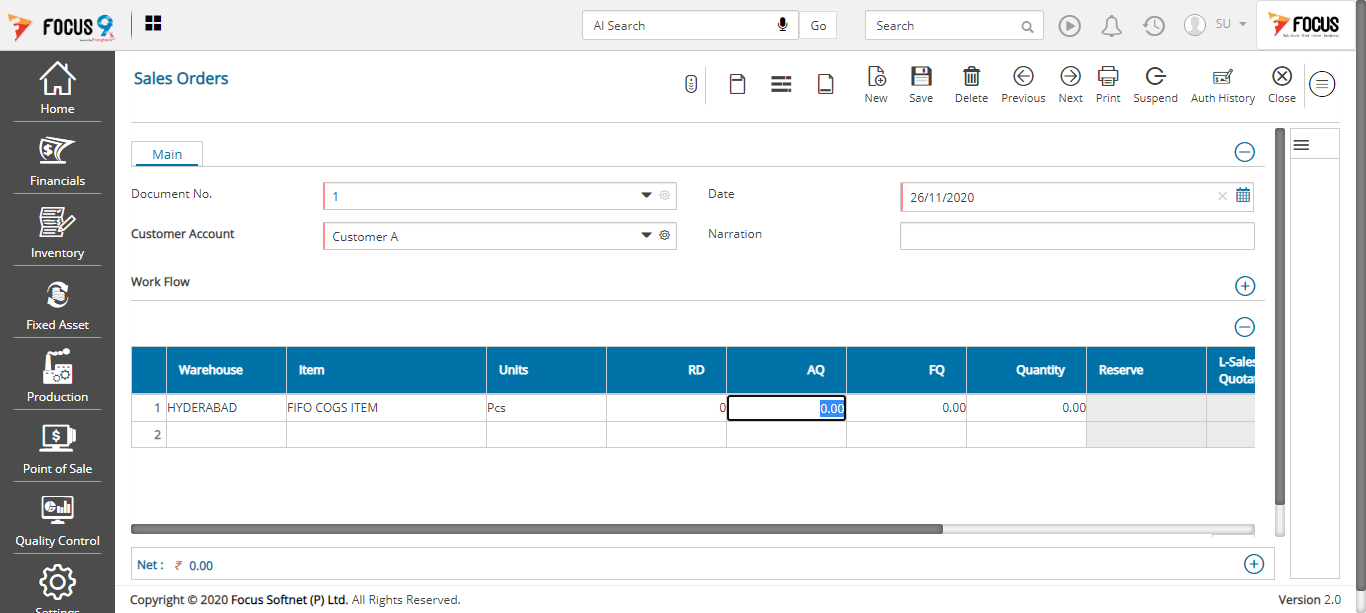 FOCUS 9
AI Search
Go
Search
SU
FOCUS
Home
Financials
Inventory
Fixed Asset
Production
Point of Sale
Quality Control
Settings
Sales Orders
New
Save
Delete
Previous
Next
Print
Suspend
Auth History
Close
Main
Document No.
1
Date
26/11/2020
Customer Account
Customer A
Narration
Work Flow
Warehouse Item Units RD AQ FQ Quantity Reserve L-Sales
Quotat
1 HYDERABAD FIFO COGS ITEM Pcs 0 0.00 0.00 0.00
2
Net : ₹ 0.00
Copyright © 2020 Focus Softnet (P) Ltd. All Rights Reserved.
Version 2.0